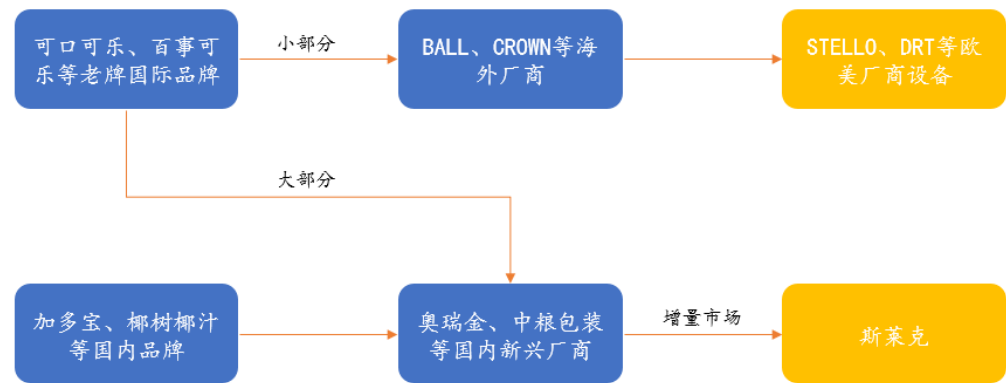 可口可乐、百事可
乐等老牌国际品牌
小部分
BALL、CROWN等海
外厂商
STELLO、DRT等欧
美厂商设备
大部分
加多宝、椰树椰汁
等国内品牌
奥瑞金、中粮包装
等国内新兴厂商
增量市场
斯莱克